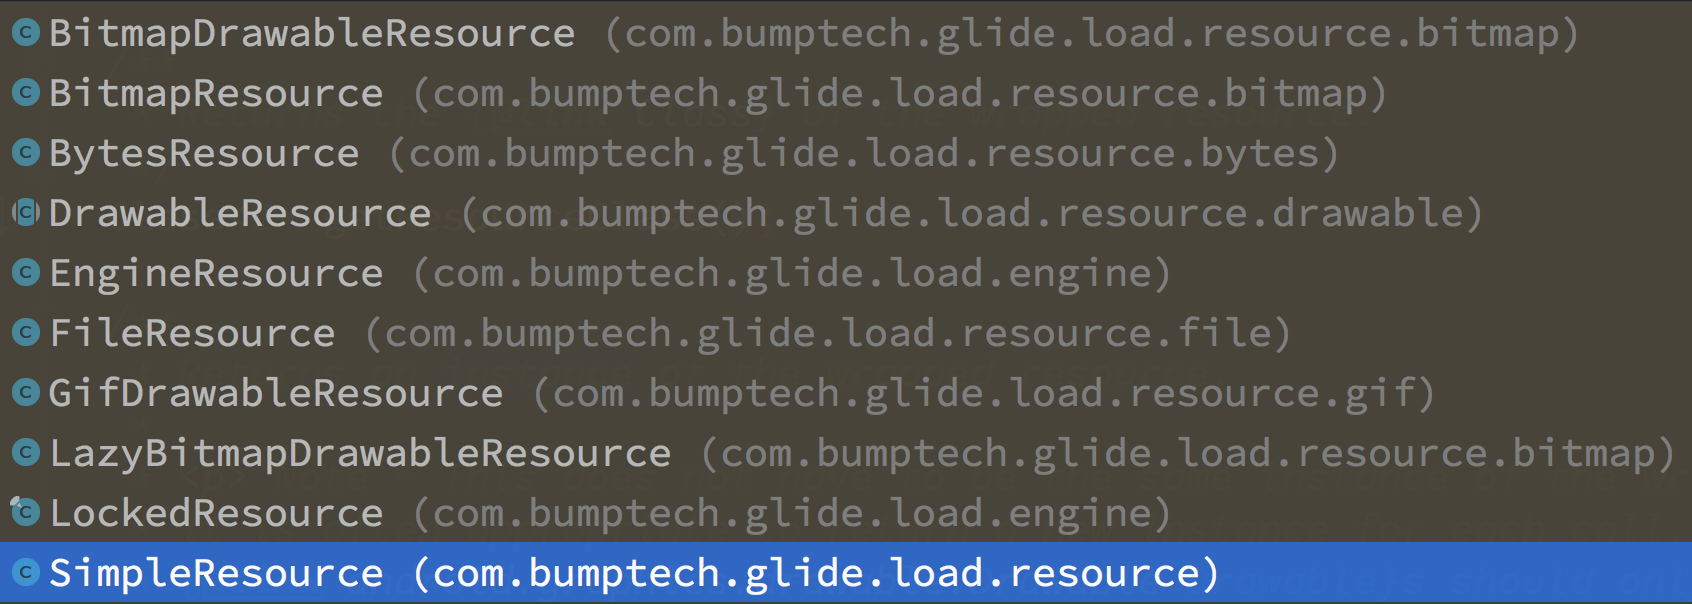 BitmapDrawableResource (com.bumptech.glide.load.resource.bitmap)
BitmapResource (com.bumptech.glide.load.resource.bitmap)
BytesResource (com.bumptech.glide.load.resource.bytes)
DrawableResource (com.bumptech.glide.load.resource.drawable)
EngineResource (com.bumptech.glide.load.engine)
FileResource (com.bumptech.glide.load.resource.file)
GifDrawableResource (com.bumptech.glide.load.resource.gif)
LazyBitmapDrawableResource (com.bumptech.glide.load.resource.bitmap)
LockedResource (com.bumptech.glide.load.engine)
SimpleResource (com.bumptech.glide.load.resource)